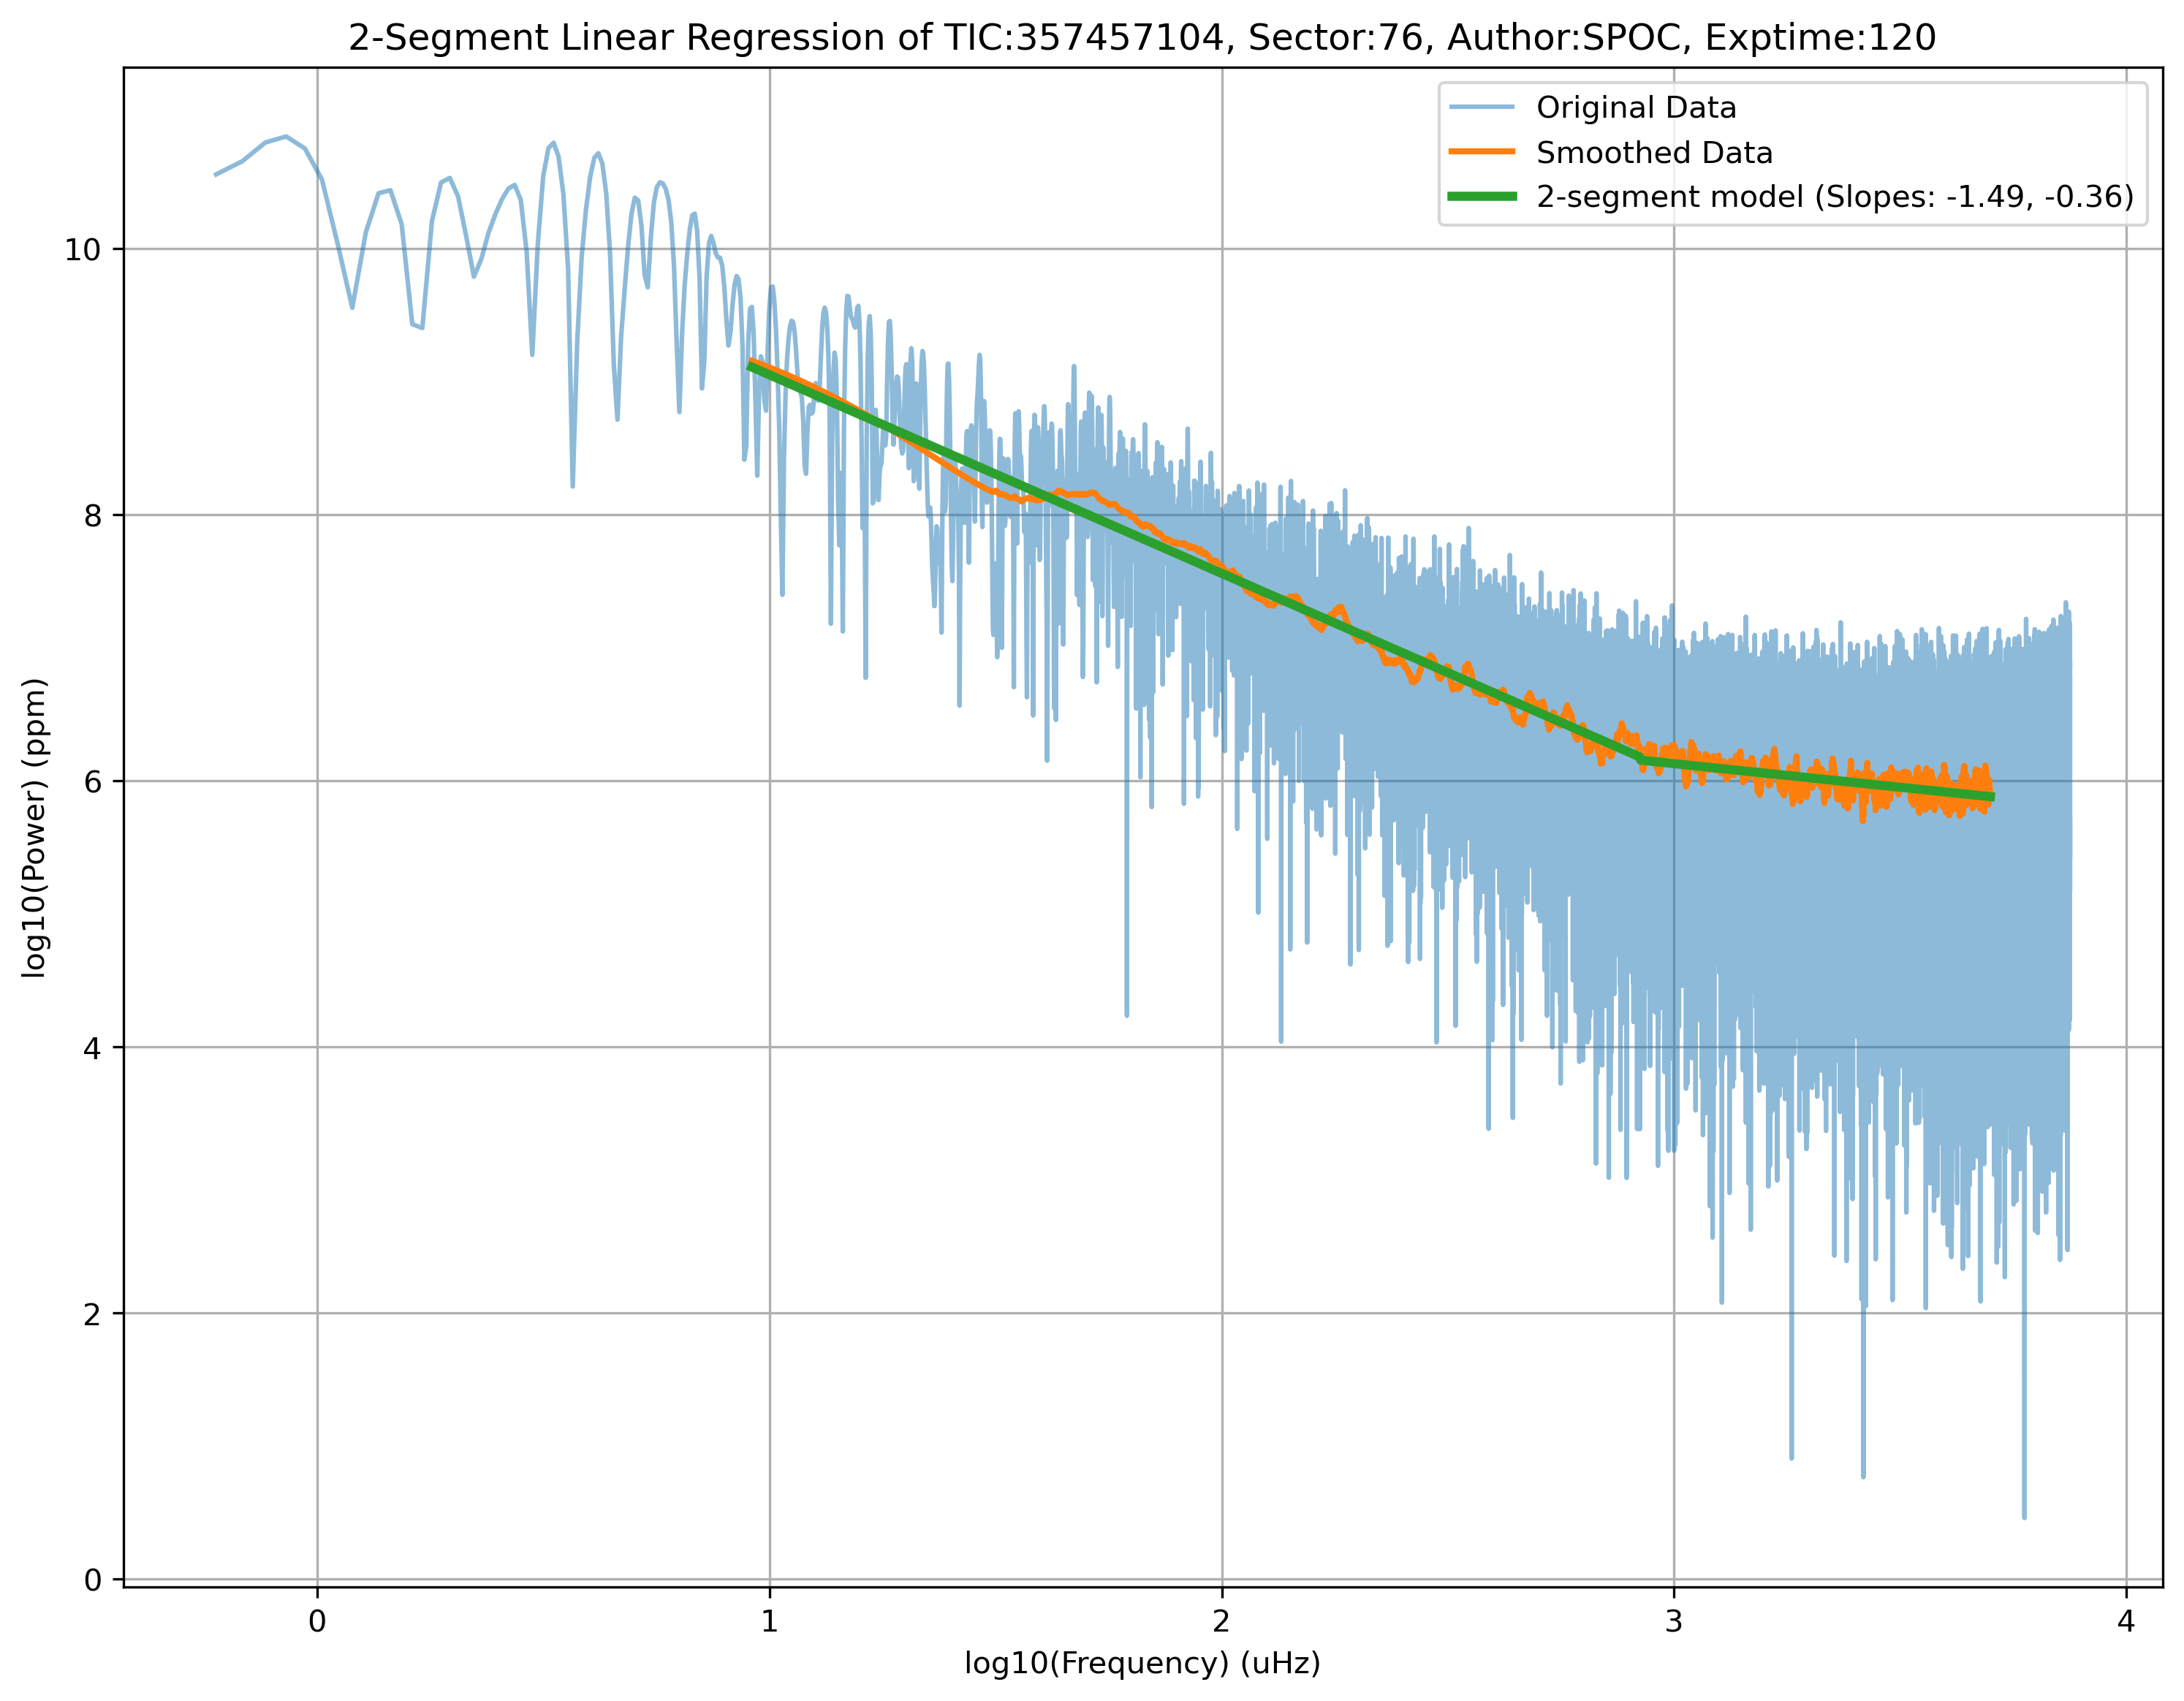 2-Segment Linear Regression of TIC:357457104, Sector:76, Author:SPOC, Exptime:120
Original Data
Smoothed Data
2-segment model (Slopes: -1.49, -0.36)
log10(Power) (ppm)
10
8
6
4
2
0
0 1 2 3 4
log10(Frequency) (uHz)